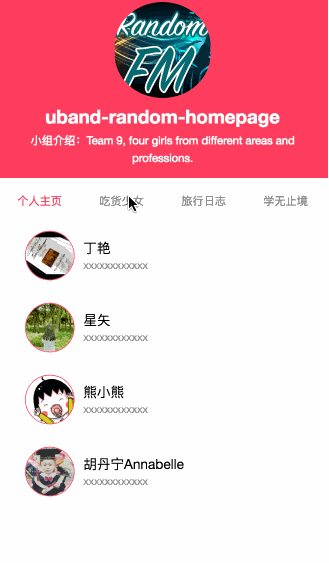 Random
FM
uband-random-homepage
小组介绍：Team 9, four girls from different areas and
professions.
个人主页 吃货少女 旅行日志 学无止境
丁艳
xxxxxxxxxxxx
星矢
xxxxxxxxxxxx
熊小熊
xxxxxxxxxxxx
胡丹宁Annabelle
xxxxxxxxxxxx